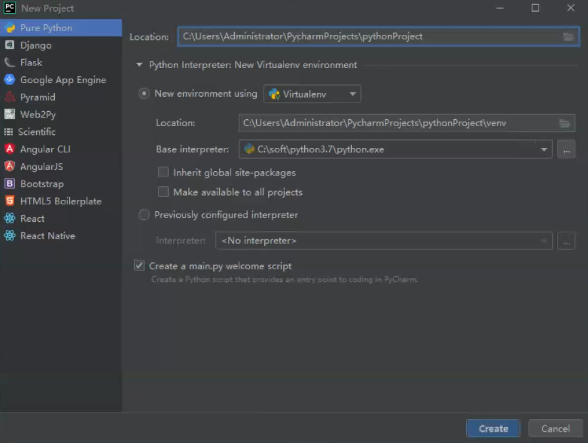 New Project
Pure Python
Django
Flask
Google App Engine
Pyramid
Web2Py
Scientific
Angular CLI
AngularJS
Bootstrap
HTML5 Boilerplate
React
React Native
Location: C:\Users\Administrator\PycharmProjects\pythonProject
Python Interpreter: New Virtualenv environment
New environment using Virtualenv
Location: C:\Users\Administrator\PycharmProjects\pythonProject\venv
Base interpreter: C:\soft\python3.7\python.exe ...
Inherit global site-packages
Make available to all projects
Previously configured interpreter
Interpreter: <No interpreter> ...
Create a main.py welcome script
Create a Python script that provides an entry point to coding in PyCharm.
Create Cancel